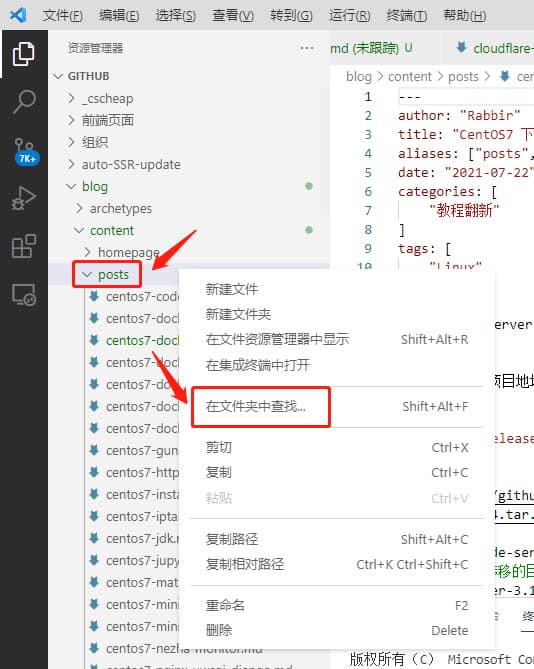 文件(F) 编辑(E) 选择(S) 查看(V) 转到(G) 运行(R) 终端(T) 帮助(H)
资源管理器 ···
GITHUB
_cscheap
前端页面
组织
auto-SSR-update
blog
archetypes
content
homepage
posts
centos7-cod
centos7-doc
centos7-doc
centos7-doc
centos7-doc
centos7-doc
centos7-doc
centos7-gun
centos7-http
centos7-insta
centos7-ipta
centos7-jdk.
centos7-jupy
centos7-mat
centos7-mini
centos7-mini
centos7-nezha-monitor.md
7K+
新建文件
新建文件夹
在文件资源管理器中显示 Shift+Alt+R
在集成终端中打开
在文件夹中查找... Shift+Alt+F
剪切 Ctrl+X
复制 Ctrl+C
粘贴 Ctrl+V
复制路径 Shift+Alt+C
复制相对路径 Ctrl+K Ctrl+Shift+C
重命名 F2
删除 Delete
md (未跟踪) U cloudflare-
blog > content > posts > cen
1 ---
2 author: "Rabbir"
3 title: "CentOS7 下
4 aliases: ["posts",
5 date: "2021-07-22"
6 categories: [
7 "教程翻新"
8 ]
9 tags: [
10 "Linux"
erver
项目地址
elease
/githu
4.tar.
de-ser
移的目
er-3.1
版权所有（C） Microsoft Cor